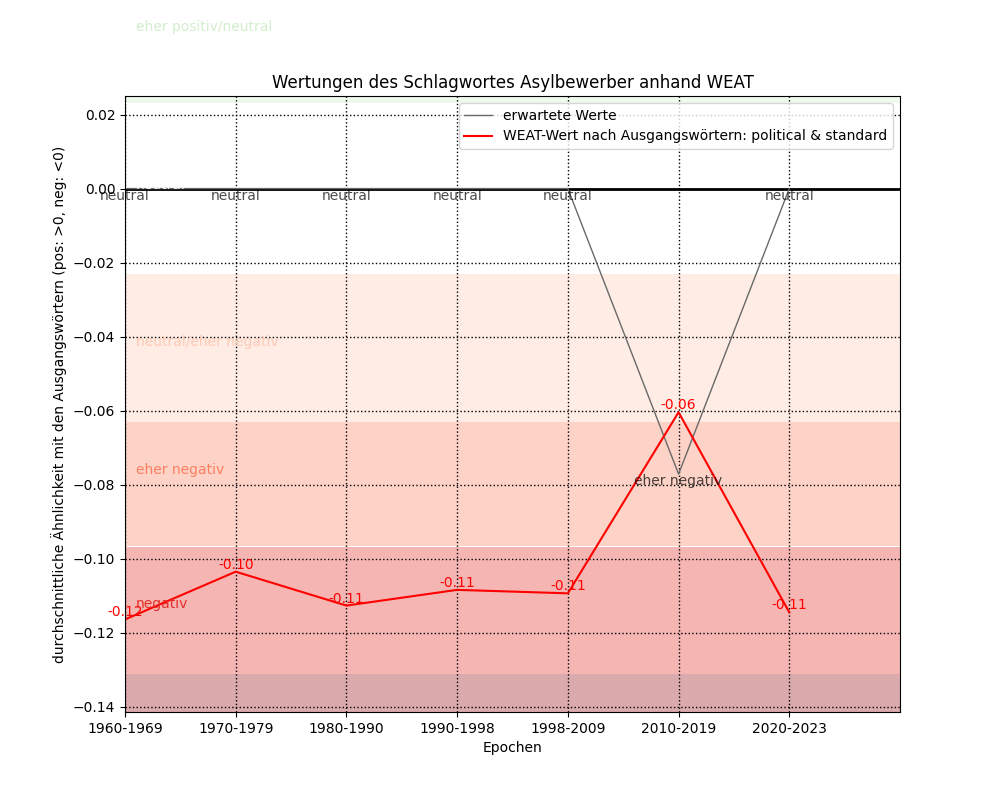 eher positiv/neutral
Wertungen des Schlagwortes Asylbewerber anhand WEAT
erwartete Werte
WEAT-Wert nach Ausgangswörtern: political & standard
durchschnittliche Ähnlichkeit mit den Ausgangswörtern (pos: >0, neg: <0)
0.02
0.00
−0.02
−0.04
−0.06
−0.08
−0.10
−0.12
−0.14
neutral
neutral
neutral
neutral
neutral
neutral
neutral/eher negativ
-0.06
eher negativ
eher negativ
-0.12
-0.10
-0.11
-0.11
-0.11
-0.11
negativ
1960-1969
1970-1979
1980-1990
1990-1998
1998-2009
2010-2019
2020-2023
Epochen